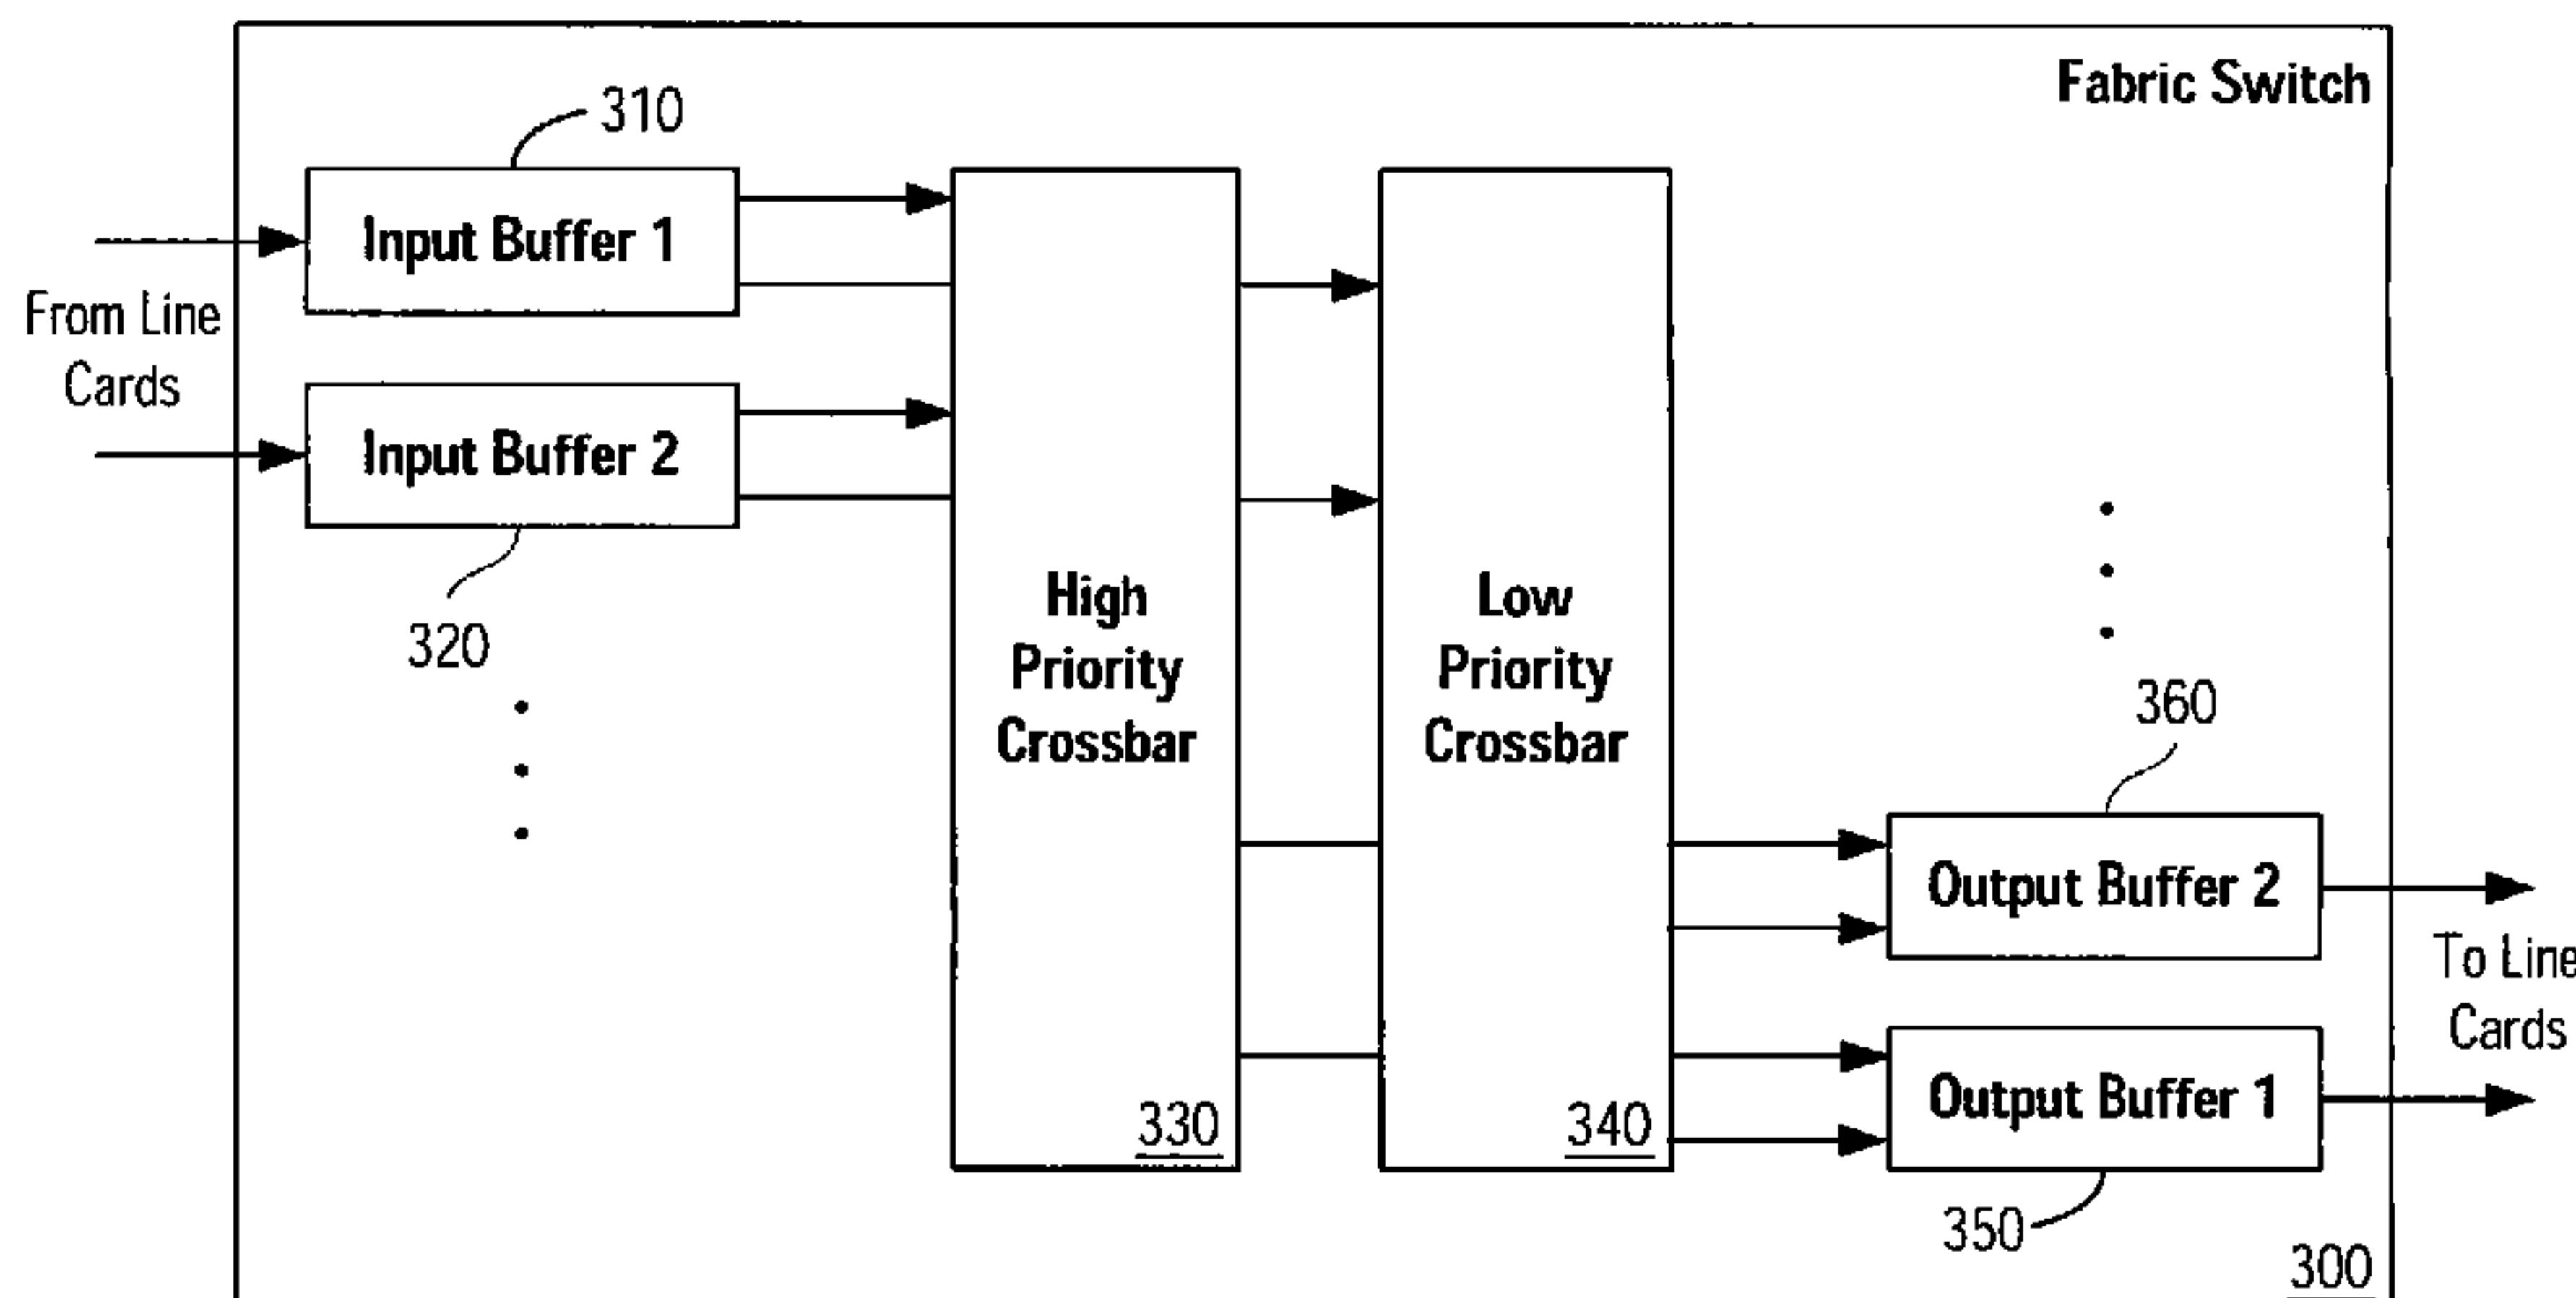 Fabric Switch
310
Input Buffer 1
From Line
Cards
Input Buffer 2
320
High
Priority
Crossbar
330
Low
Priority
Crossbar
340
360
Output Buffer 2
To Line
Cards
Output Buffer 1
350
300